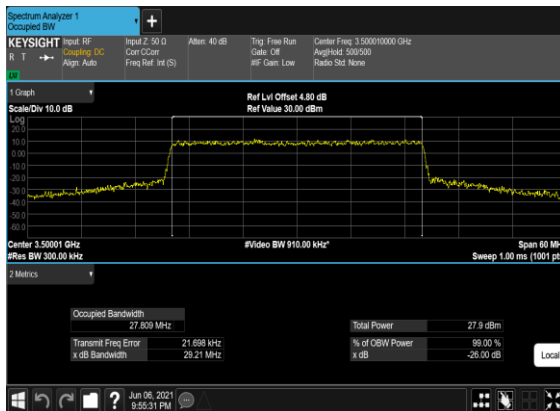 Spectrum Analyzer 1
Occupied BW
+
KEYSIGHT Input: RF Input Z: 50 Ω Atten: 40 dB Trig: Free Run Center Freq: 3.500010000 GHz
R T Coupling: DC Corr CCorr Gate: Off Avg|Hold: 500/500
Align: Auto Freq Ref: Int (S) #IF Gain: Low Radio Std: None
1 Graph
Ref Lvl Offset 4.80 dB
Scale/Div 10.0 dB Ref Value 30.00 dBm
Log
20.0
10.0
0.00
-10.0
-20.0
-30.0
-40.0
-50.0
-60.0
Center 3.50001 GHz #Video BW 910.00 kHz* Span 60 MH
#Res BW 300.00 kHz Sweep 1.00 ms (1001 pt
2 Metrics
Occupied Bandwidth
27.809 MHz Total Power 27.9 dBm
Transmit Freq Error 21.698 kHz % of OBW Power 99.00 %
x dB Bandwidth 29.21 MHz x dB -26.00 dB
Local
? Jun 06, 2021
9:55:31 PM